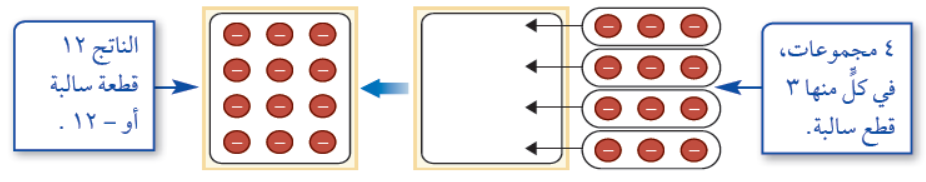 ٤ مجموعات،
في كلٍّ منها ٣
قطع سالبة.
الناتج ١٢
قطعة سالبة
أو – ١٢ .